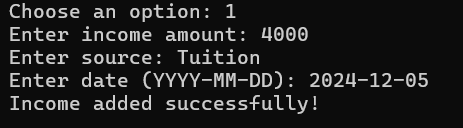 Choose an option: 1
Enter income amount: 4000
Enter source: Tuition
Enter date (YYYY-MM-DD): 2024-12-05
Income added successfully!